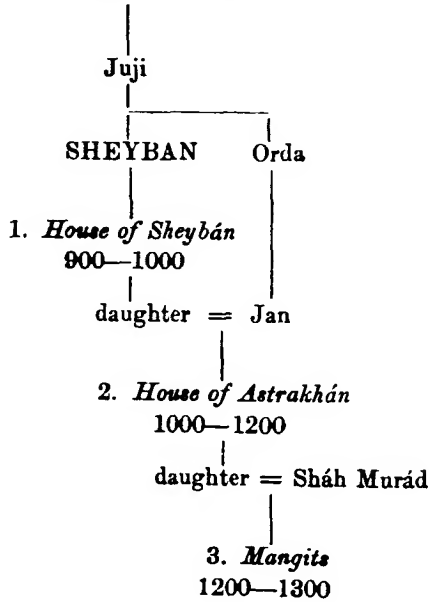 Juji
SHEYBAN Orda
1. House of Sheybán
900—1000
daughter = Jan
2. House of Astrakhán
1000—1200
daughter = Sháh Murád
3. Mangits
1200—1300